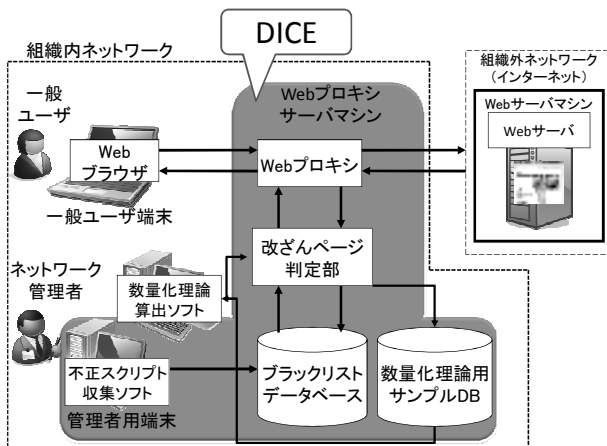 組織内ネットワーク
DICE
組織外ネットワーク
(インターネット)
一般
ユーザ
Webプロキシ
サーバマシン
Webサーバマシン
Webサーバ
Web
ブラウザ
Webプロキシ
一般ユーザ端末
改ざんページ
判定部
ネットワーク
管理者
数量化理論
算出ソフト
不正スクリプト
収集ソフト
ブラックリスト
データベース
数量化理論用
サンプルDB
管理者用端末